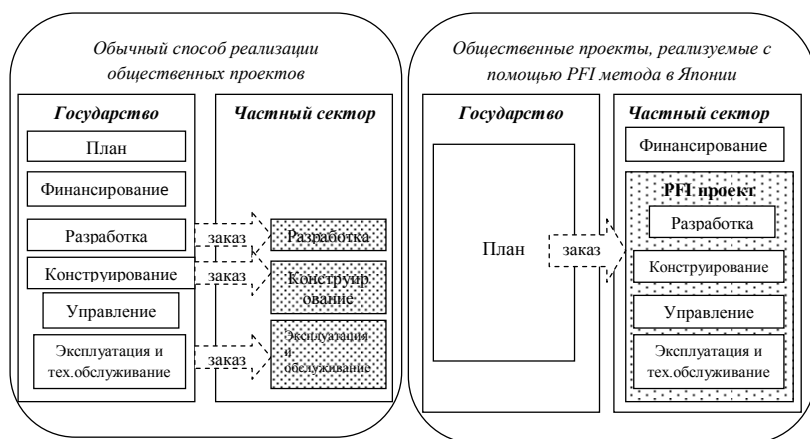 Обычный способ реализации
общественных проектов
Государство
План
Финансирование
Разработка
Конструирование
Управление
Эксплуатация и
тех.обслуживание
заказ
заказ
заказ
Частный сектор
Разработка
Конструир
ование
Эксплуатация
и
обслуживание
Общественные проекты, реализуемые с
помощью PFI метода в Японии
Государство
План
заказ
Частный сектор
Финансирование
PFI проект
Разработка
Конструирование
Управление
Эксплуатация и
тех.обслуживание